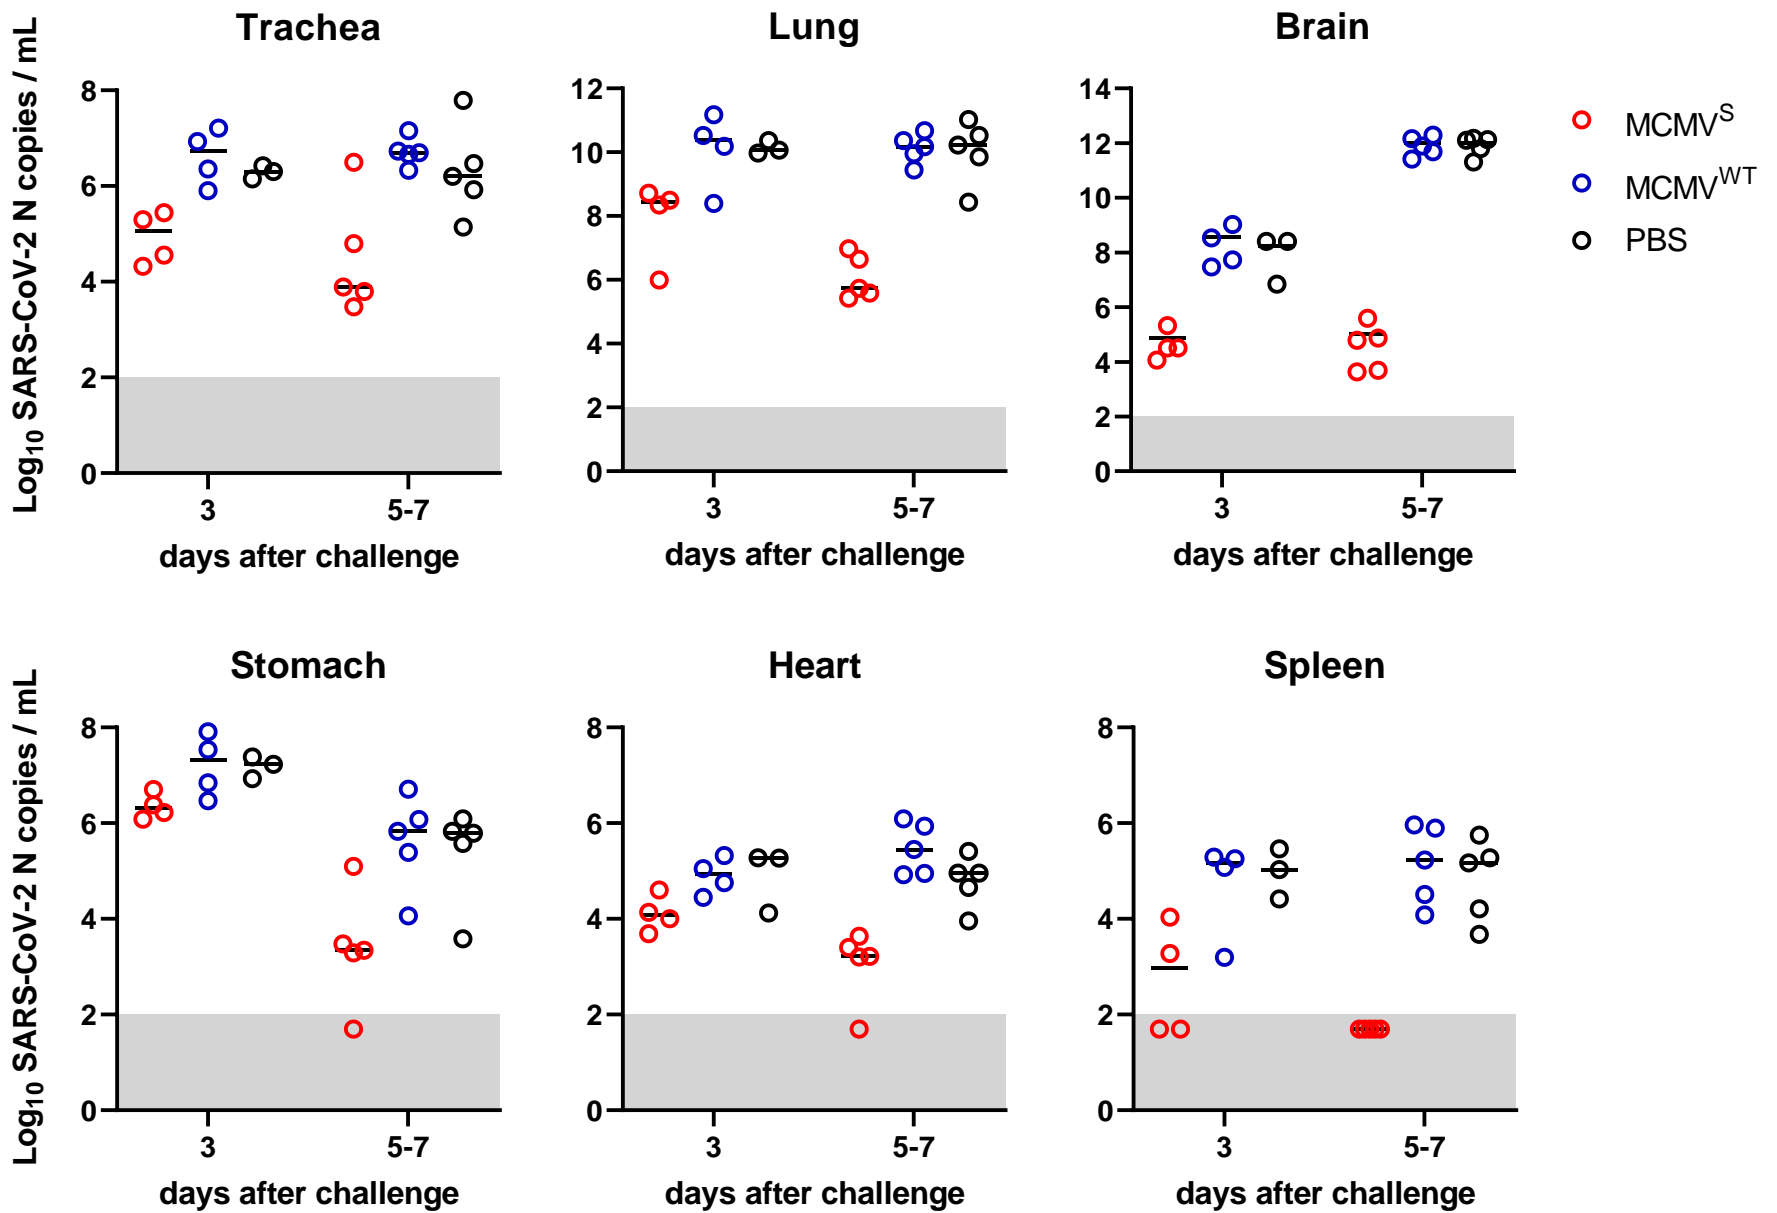 Trachea
Lung
Brain
Log10 SARS-CoV-2 N copies / mL
8
6
4
2
0
3
5-7
days after challenge
12
10
8
6
4
2
0
3
5-7
days after challenge
14
12
10
8
6
4
2
0
3
5-7
days after challenge
MCMV^S
MCMV^WT
PBS
Stomach
Heart
Spleen
Log10 SARS-CoV-2 N copies / mL
8
6
4
2
0
3
5-7
days after challenge
8
6
4
2
0
3
5-7
days after challenge
8
6
4
2
0
3
5-7
days after challenge